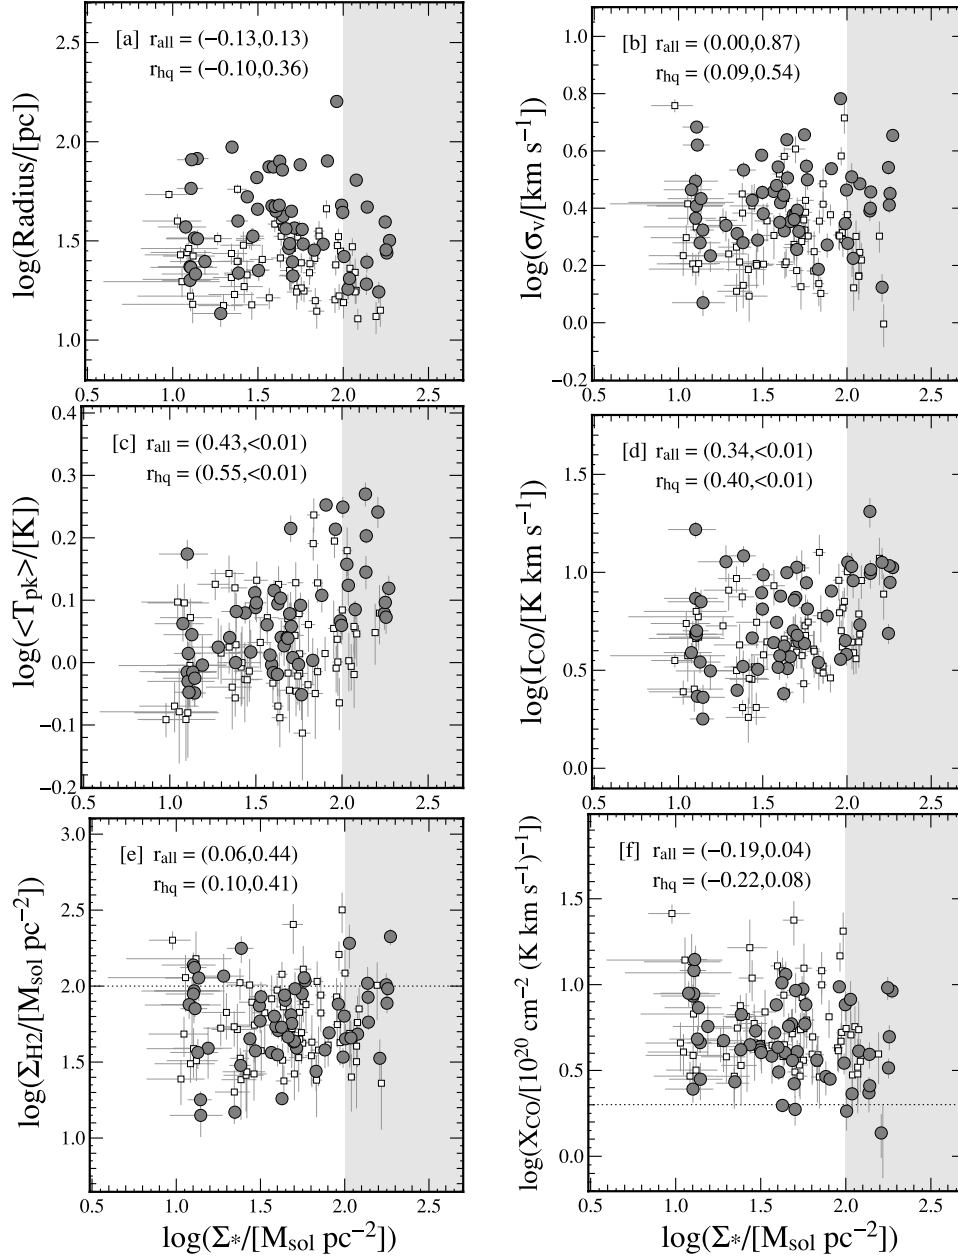 2.5
2.0
1.5
1.0
log(Radius/[pc])
[a] r_all = (−0.13,0.13)
r_hq = (−0.10,0.36)
0.5 1.0 1.5 2.0 2.5
1.0
0.8
0.6
0.4
0.2
0.0
−0.2
log(σ_v/[km s⁻¹])
[b] r_all = (0.00,0.87)
r_hq = (0.09,0.54)
0.5 1.0 1.5 2.0 2.5
0.4
0.3
0.2
0.1
0.0
−0.1
−0.2
log(<T_pk>/[K])
[c] r_all = (0.43,<0.01)
r_hq = (0.55,<0.01)
0.5 1.0 1.5 2.0 2.5
1.5
1.0
0.5
0.0
log(I_CO/[K km s⁻¹])
[d] r_all = (0.34,<0.01)
r_hq = (0.40,<0.01)
0.5 1.0 1.5 2.0 2.5
3.0
2.5
2.0
1.5
1.0
log(Σ_H2/[M_sol pc⁻²])
[e] r_all = (0.06,0.44)
r_hq = (0.10,0.41)
0.5 1.0 1.5 2.0 2.5
log(Σ*/[M_sol pc⁻²])
1.5
1.0
0.5
0.0
log(X_CO/[10²⁰ cm⁻² (K km s⁻¹)⁻¹])
[f] r_all = (−0.19,0.04)
r_hq = (−0.22,0.08)
0.5 1.0 1.5 2.0 2.5
log(Σ*/[M_sol pc⁻²])